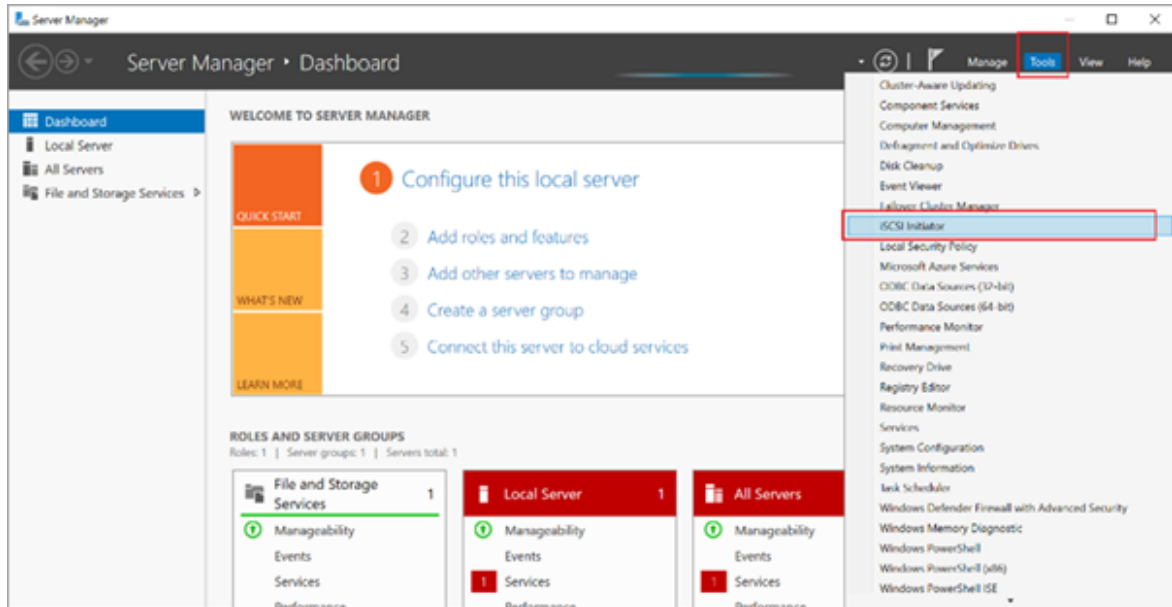 Server Manager
Server Manager • Dashboard
Manage Tools View Help
Dashboard
Local Server
All Servers
File and Storage Services
WELCOME TO SERVER MANAGER
QUICK START
WHAT'S NEW
LEARN MORE
1 Configure this local server
2 Add roles and features
3 Add other servers to manage
4 Create a server group
5 Connect this server to cloud services
ROLES AND SERVER GROUPS
Roles: 1 | Server groups: 1 | Servers total: 1
File and Storage Services 1
Manageability
Events
Services
Performance
Local Server 1
Manageability
Events
1 Services
Performance
All Servers
Manageability
Events
1 Services
Performance
Cluster-Aware Updating
Component Services
Computer Management
Defragment and Optimize Drives
Disk Cleanup
Event Viewer
Failover Cluster Manager
iSCSI Initiator
Local Security Policy
Microsoft Azure Services
ODBC Data Sources (32-bit)
ODBC Data Sources (64-bit)
Performance Monitor
Print Management
Recovery Drive
Registry Editor
Resource Monitor
Services
System Configuration
System Information
Task Scheduler
Windows Defender Firewall with Advanced Security
Windows Memory Diagnostic
Windows PowerShell
Windows PowerShell (x86)
Windows PowerShell ISE